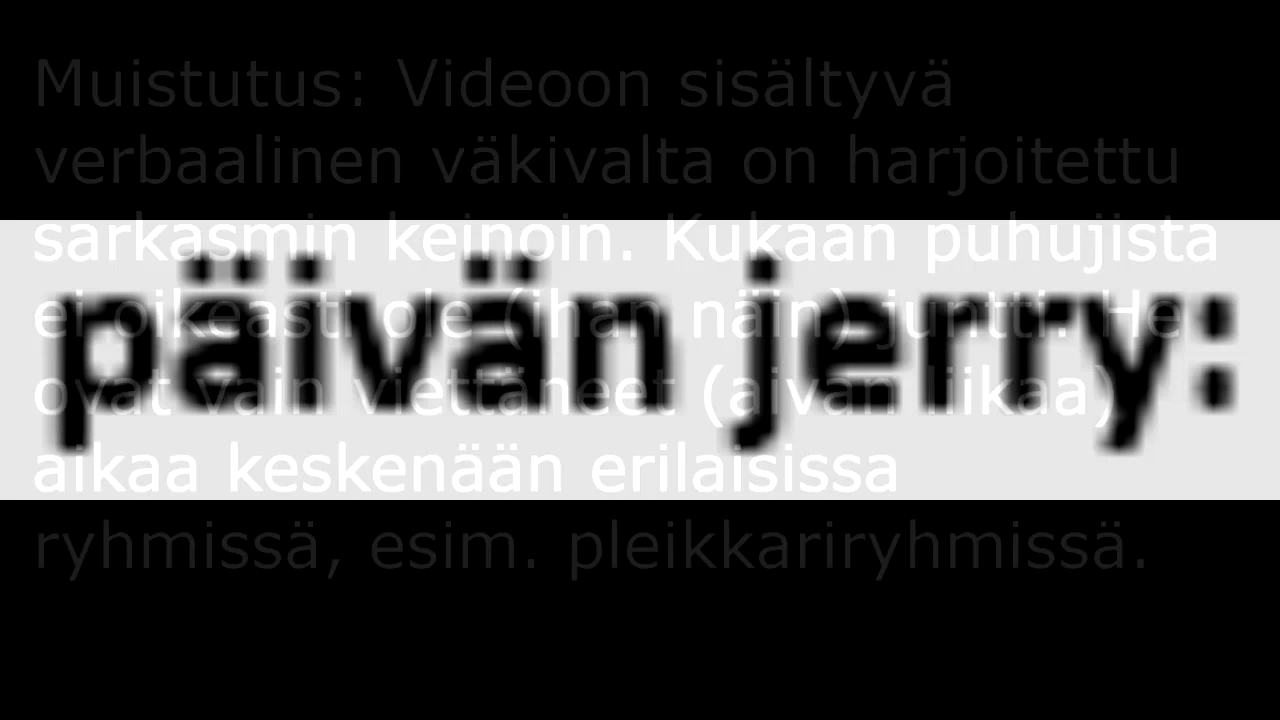 Muistutus: Videoon sisältyvä
verbaalinen väkivalta on harjoitettu
sarkasmin keinoin. Kukaan puhujista
ei oikeasti ole (ihan näin) juntti. He
ovat vain viettäneet (aivan liikaa)
aikaa keskenään erilaisissa
ryhmissä, esim. pleikkariryhmissä.
päivän jerry: